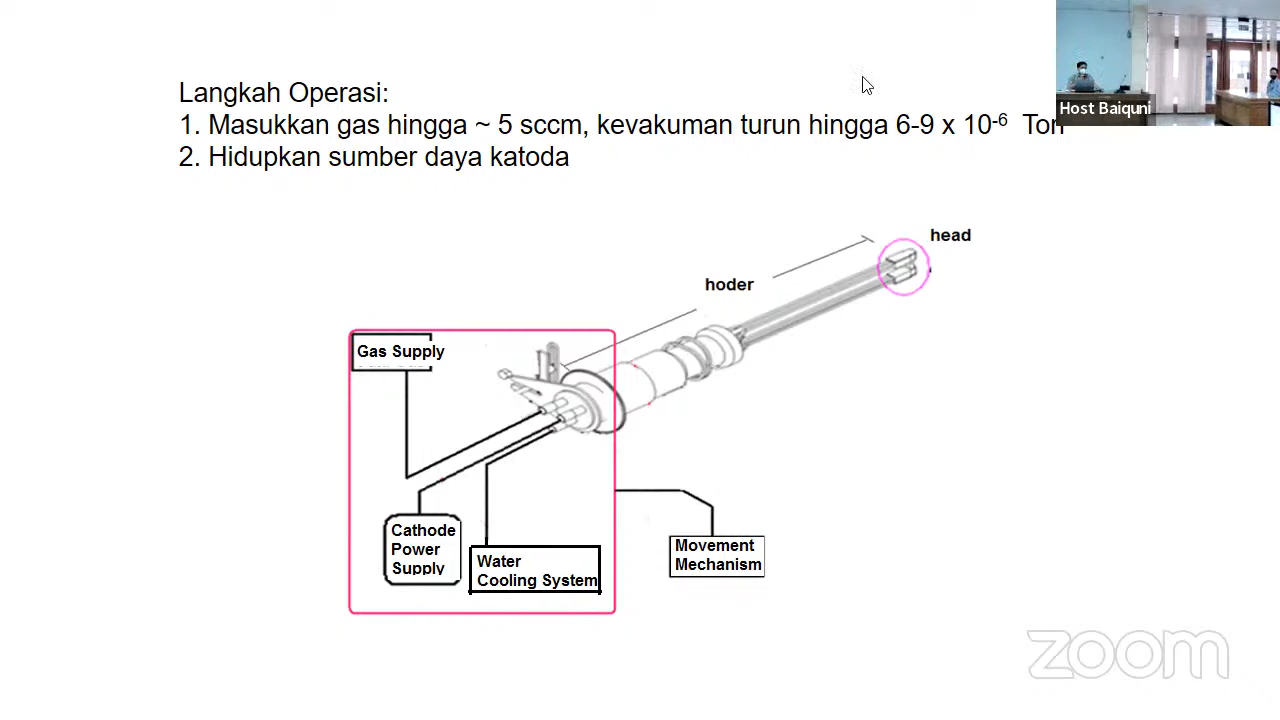 Langkah Operasi:
1. Masukkan gas hingga ~ 5 sccm, kevakuman turun hingga 6-9 x 10-6
2. Hidupkan sumber daya katoda
Host Baiquni
head
hoder
Gas Supply
Cathode
Power
Supply
Water
Cooling System
Movement
Mechanism
zoom